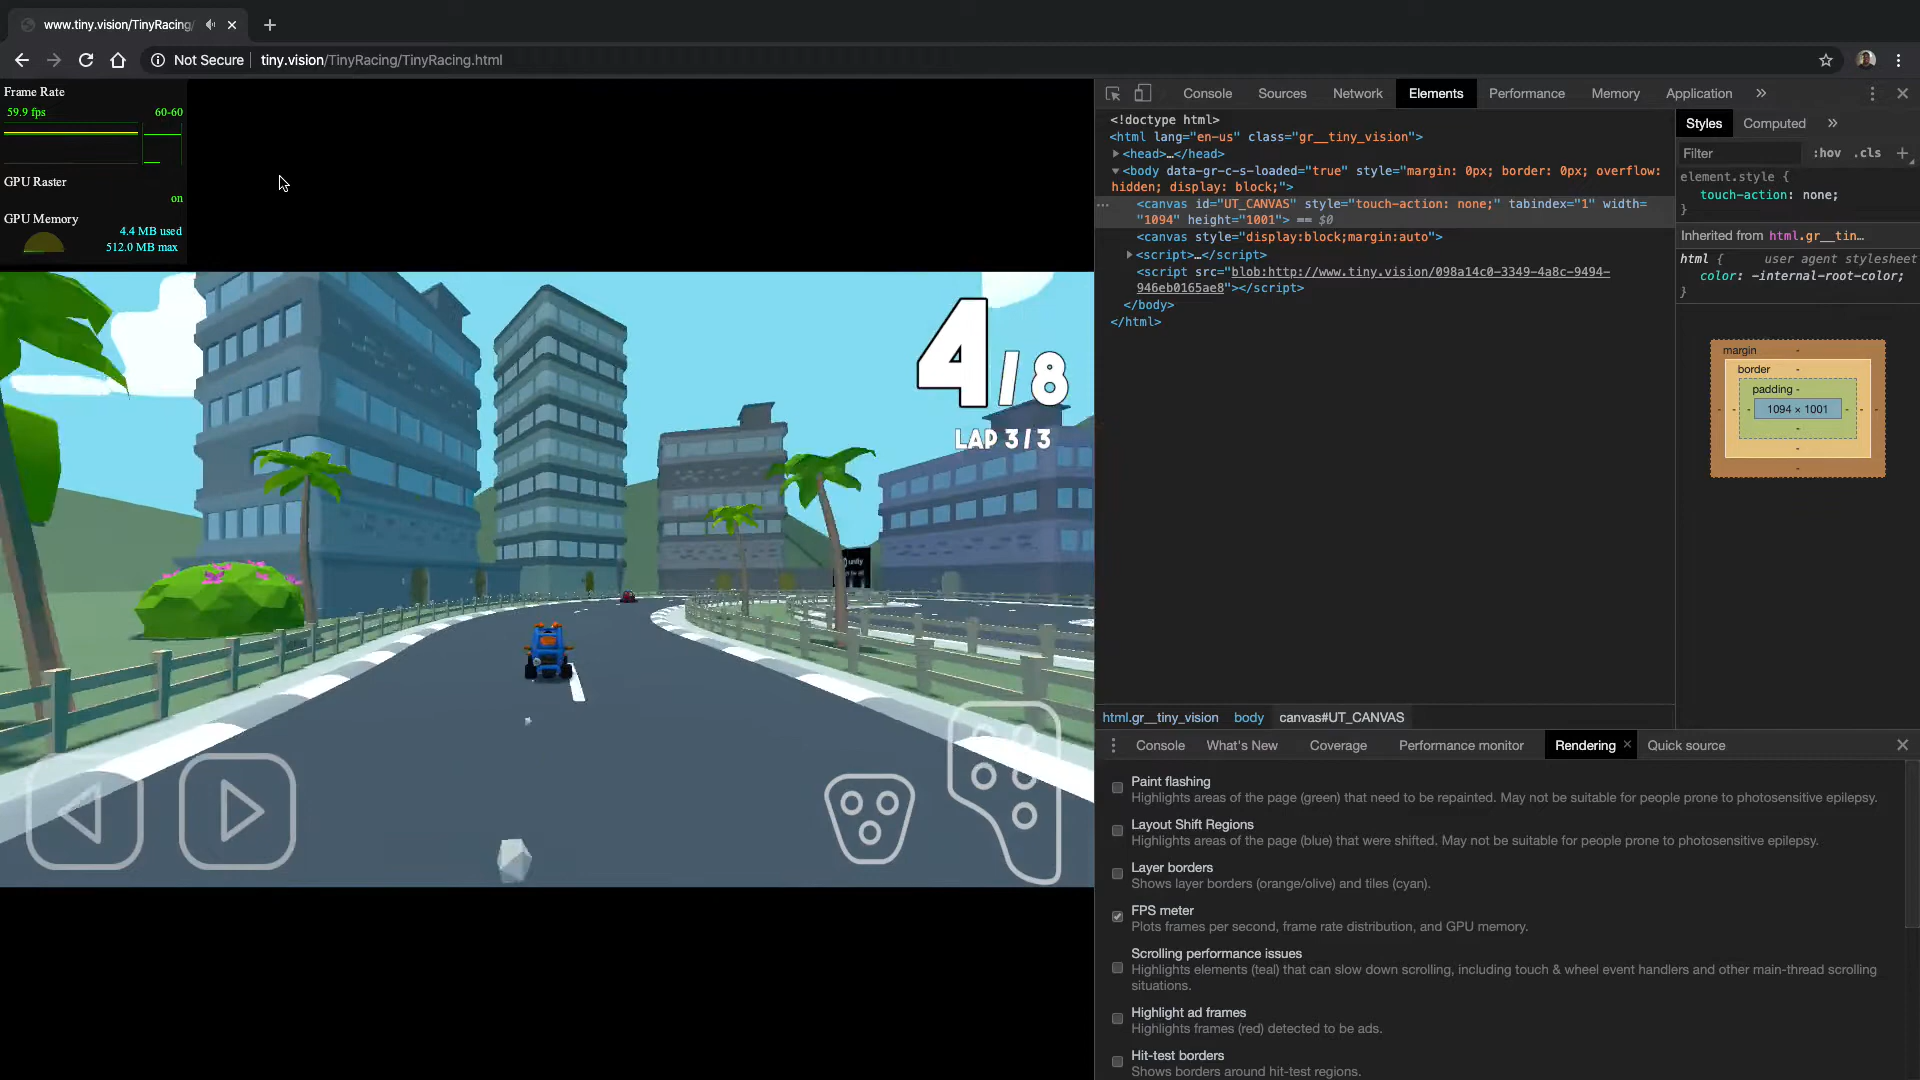 www.tiny.vision/TinyRacing/
Not Secure
tiny.vision/TinyRacing/TinyRacing.html
Frame Rate
59.9 fps 60-60
GPU Raster
on
GPU Memory
4.4 MB used
512.0 MB max
4/8
LAP 3/3
unity
Console Sources Network Elements Performance Memory Application »
<!doctype html>
<html lang="en-us" class="gr__tiny_vision">
<head>…</head>
<body data-gr-c-s-loaded="true" style="margin: 0px; border: 0px; overflow:
hidden; display: block;">
<canvas id="UT_CANVAS" style="touch-action: none;" tabindex="1" width=
"1094" height="1001"> == $0
<canvas style="display:block;margin:auto">
<script>…</script>
<script src="blob:http://www.tiny.vision/098a14c0-3349-4a8c-9494-
946eb0165ae8"></script>
</body>
</html>
Styles Computed »
Filter :hov .cls +
element.style {
touch-action: none;
}
Inherited from html.gr__tin…
html { user agent stylesheet
color: -internal-root-color;
}
margin -
border -
padding -
- - - 1094 × 1001 - - -
-
-
-
html.gr__tiny_vision body canvas#UT_CANVAS
Console What's New Coverage Performance monitor Rendering × Quick source
Paint flashing
Highlights areas of the page (green) that need to be repainted. May not be suitable for people prone to photosensitive epilepsy.
Layout Shift Regions
Highlights areas of the page (blue) that were shifted. May not be suitable for people prone to photosensitive epilepsy.
Layer borders
Shows layer borders (orange/olive) and tiles (cyan).
FPS meter
Plots frames per second, frame rate distribution, and GPU memory.
Scrolling performance issues
Highlights elements (teal) that can slow down scrolling, including touch & wheel event handlers and other main-thread scrolling
situations.
Highlight ad frames
Highlights frames (red) detected to be ads.
Hit-test borders
Shows borders around hit-test regions.